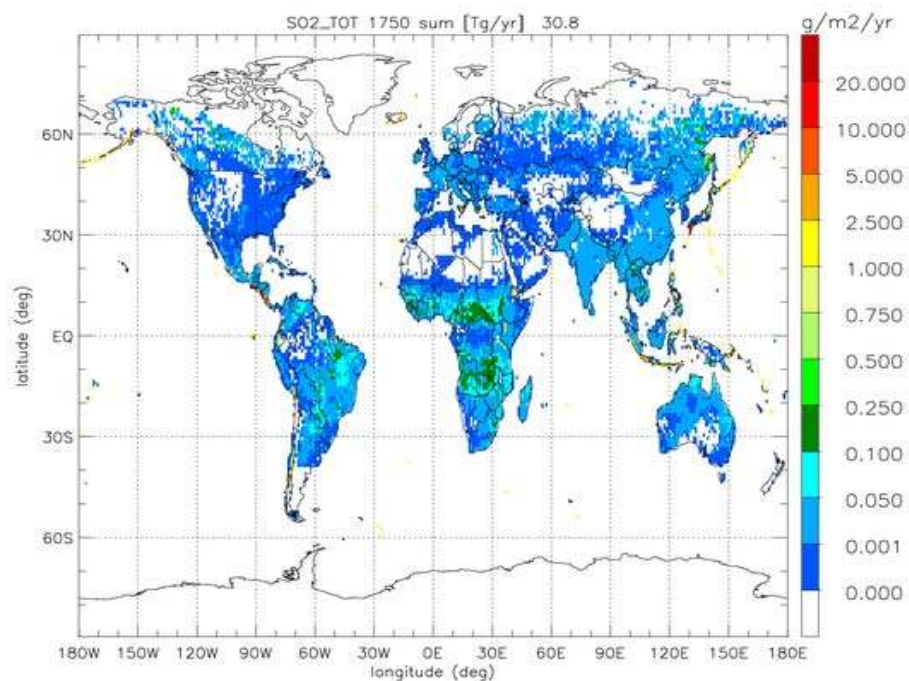 SO2_TOT 1750 sum [Tg/yr] 30.8
g/m2/yr
20.000
10.000
5.000
2.500
1.000
0.750
0.500
0.250
0.100
0.050
0.001
0.000
latitude (deg)
60N
30N
EQ
30S
60S
180W 150W 120W 90W 60W 30W 0E 30E 60E 90E 120E 150E 180E
longitude (deg)